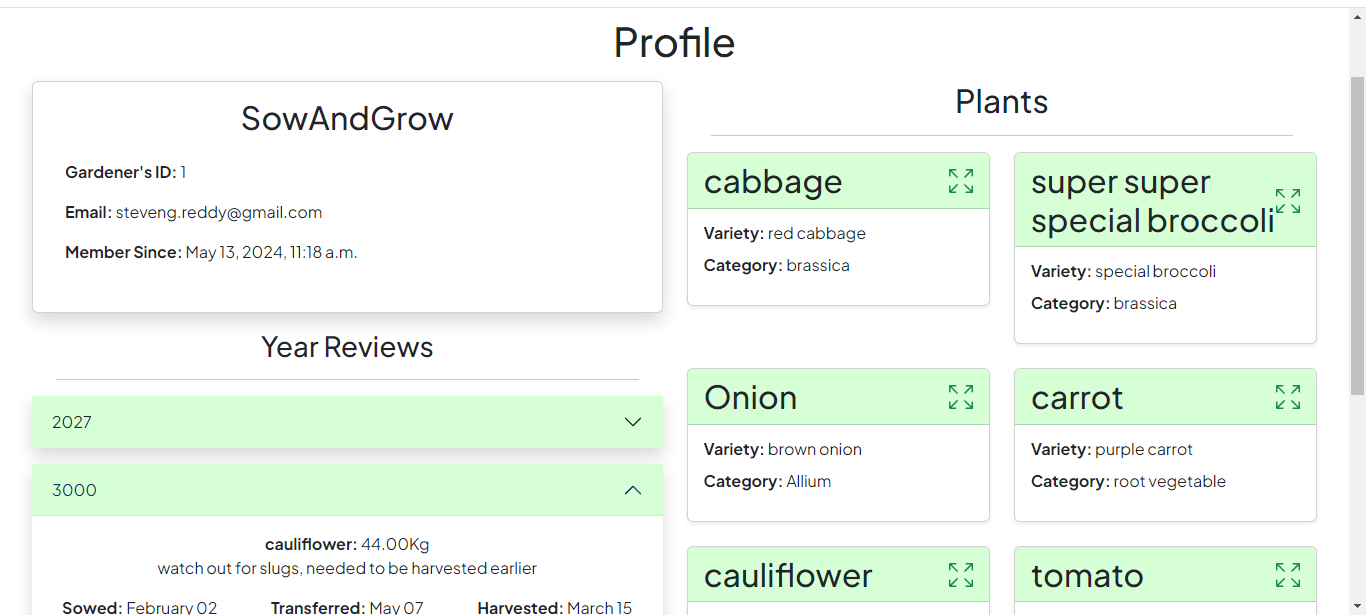 Profile
SowAndGrow
Gardener's ID: 1
Email: steveng.reddy@gmail.com
Member Since: May 13, 2024, 11:18 a.m.
Year Reviews
2027
3000
cauliflower: 44.00Kg
watch out for slugs, needed to be harvested earlier
Sowed: February 02 Transferred: May 07 Harvested: March 15
Plants
cabbage
Variety: red cabbage
Category: brassica
super super
special broccoli
Variety: special broccoli
Category: brassica
Onion
Variety: brown onion
Category: Allium
carrot
Variety: purple carrot
Category: root vegetable
cauliflower
tomato